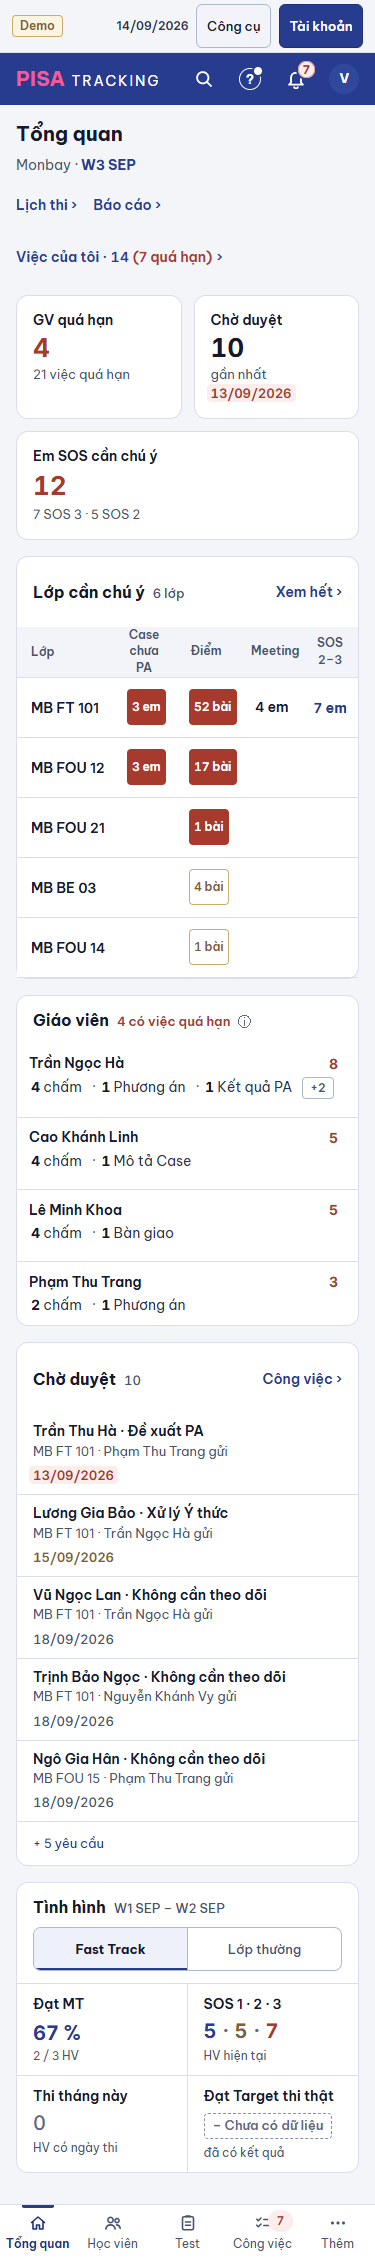 Demo 14/09/2026 Công cụ Tài khoản
PISA TRACKING ? 7 V
Tổng quan
Monbay · W3 SEP
Lịch thi › Báo cáo ›
Việc của tôi · 14 (7 quá hạn) ›
GV quá hạn
4
21 việc quá hạn
Chờ duyệt
10
gần nhất
13/09/2026
Em SOS cần chú ý
12
7 SOS 3 · 5 SOS 2
Lớp cần chú ý 6 lớp Xem hết ›
Lớp Case chưa PA Điểm Meeting SOS 2–3
MB FT 101 3 em 52 bài 4 em 7 em
MB FOU 12 3 em 17 bài
MB FOU 21 1 bài
MB BE 03 4 bài
MB FOU 14 1 bài
Giáo viên 4 có việc quá hạn
Trần Ngọc Hà 8
4 chấm · 1 Phương án · 1 Kết quả PA +2
Cao Khánh Linh 5
4 chấm · 1 Mô tả Case
Lê Minh Khoa 5
4 chấm · 1 Bàn giao
Phạm Thu Trang 3
2 chấm · 1 Phương án
Chờ duyệt 10 Công việc ›
Trần Thu Hà · Đề xuất PA
MB FT 101 · Phạm Thu Trang gửi
13/09/2026
Lương Gia Bảo · Xử lý Ý thức
MB FT 101 · Trần Ngọc Hà gửi
15/09/2026
Vũ Ngọc Lan · Không cần theo dõi
MB FT 101 · Trần Ngọc Hà gửi
18/09/2026
Trịnh Bảo Ngọc · Không cần theo dõi
MB FT 101 · Nguyễn Khánh Vy gửi
18/09/2026
Ngô Gia Hân · Không cần theo dõi
MB FOU 15 · Phạm Thu Trang gửi
18/09/2026
+ 5 yêu cầu
Tình hình W1 SEP – W2 SEP
Fast Track Lớp thường
Đạt MT
67 %
2 / 3 HV
SOS 1 · 2 · 3
5 · 5 · 7
HV hiện tại
Thi tháng này
0
HV có ngày thi
Đạt Target thi thật
– Chưa có dữ liệu
đã có kết quả
7
Tổng quan Học viên Test Công việc Thêm